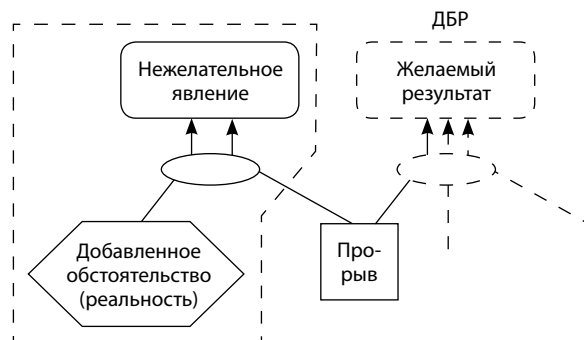 ДБР
Нежелательное
явление
Желаемый
результат
Добавленное
обстоятельство
(реальность)
Про-
рыв